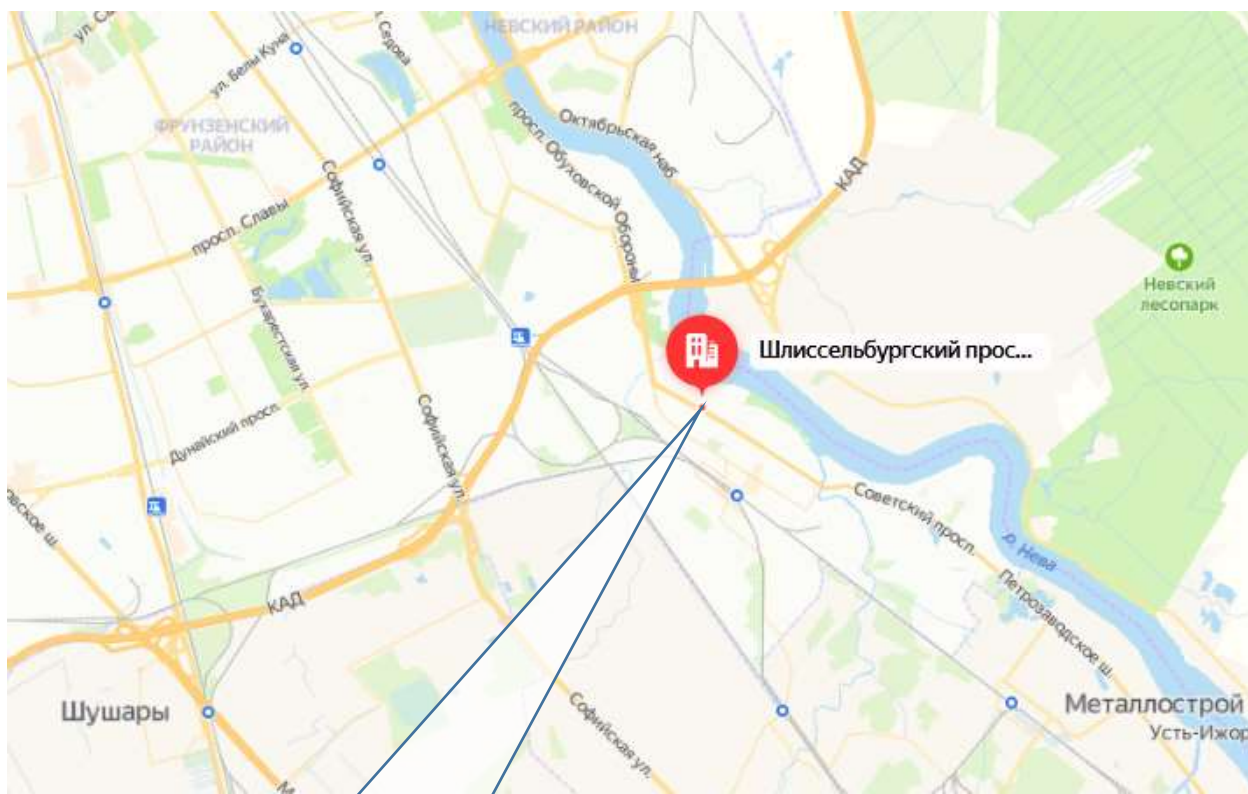 НЕВСКИЙ РАЙОН
ул. Седова
ул. Белы Куна
ФРУНЗЕНСКИЙ
РАЙОН
просп. Обуховской Обороны
Октябрьская наб.
КАД
Софийская ул.
просп. Славы
Невский
лесопарк
Бухарестская ул.
Шлиссельбургский прос...
Дунайский просп.
Софийская ул.
Советский просп.
р. Нева
Петрозаводское ш.
КАД
Шушары
Софийская ул.
Металлострой
Усть-Ижор